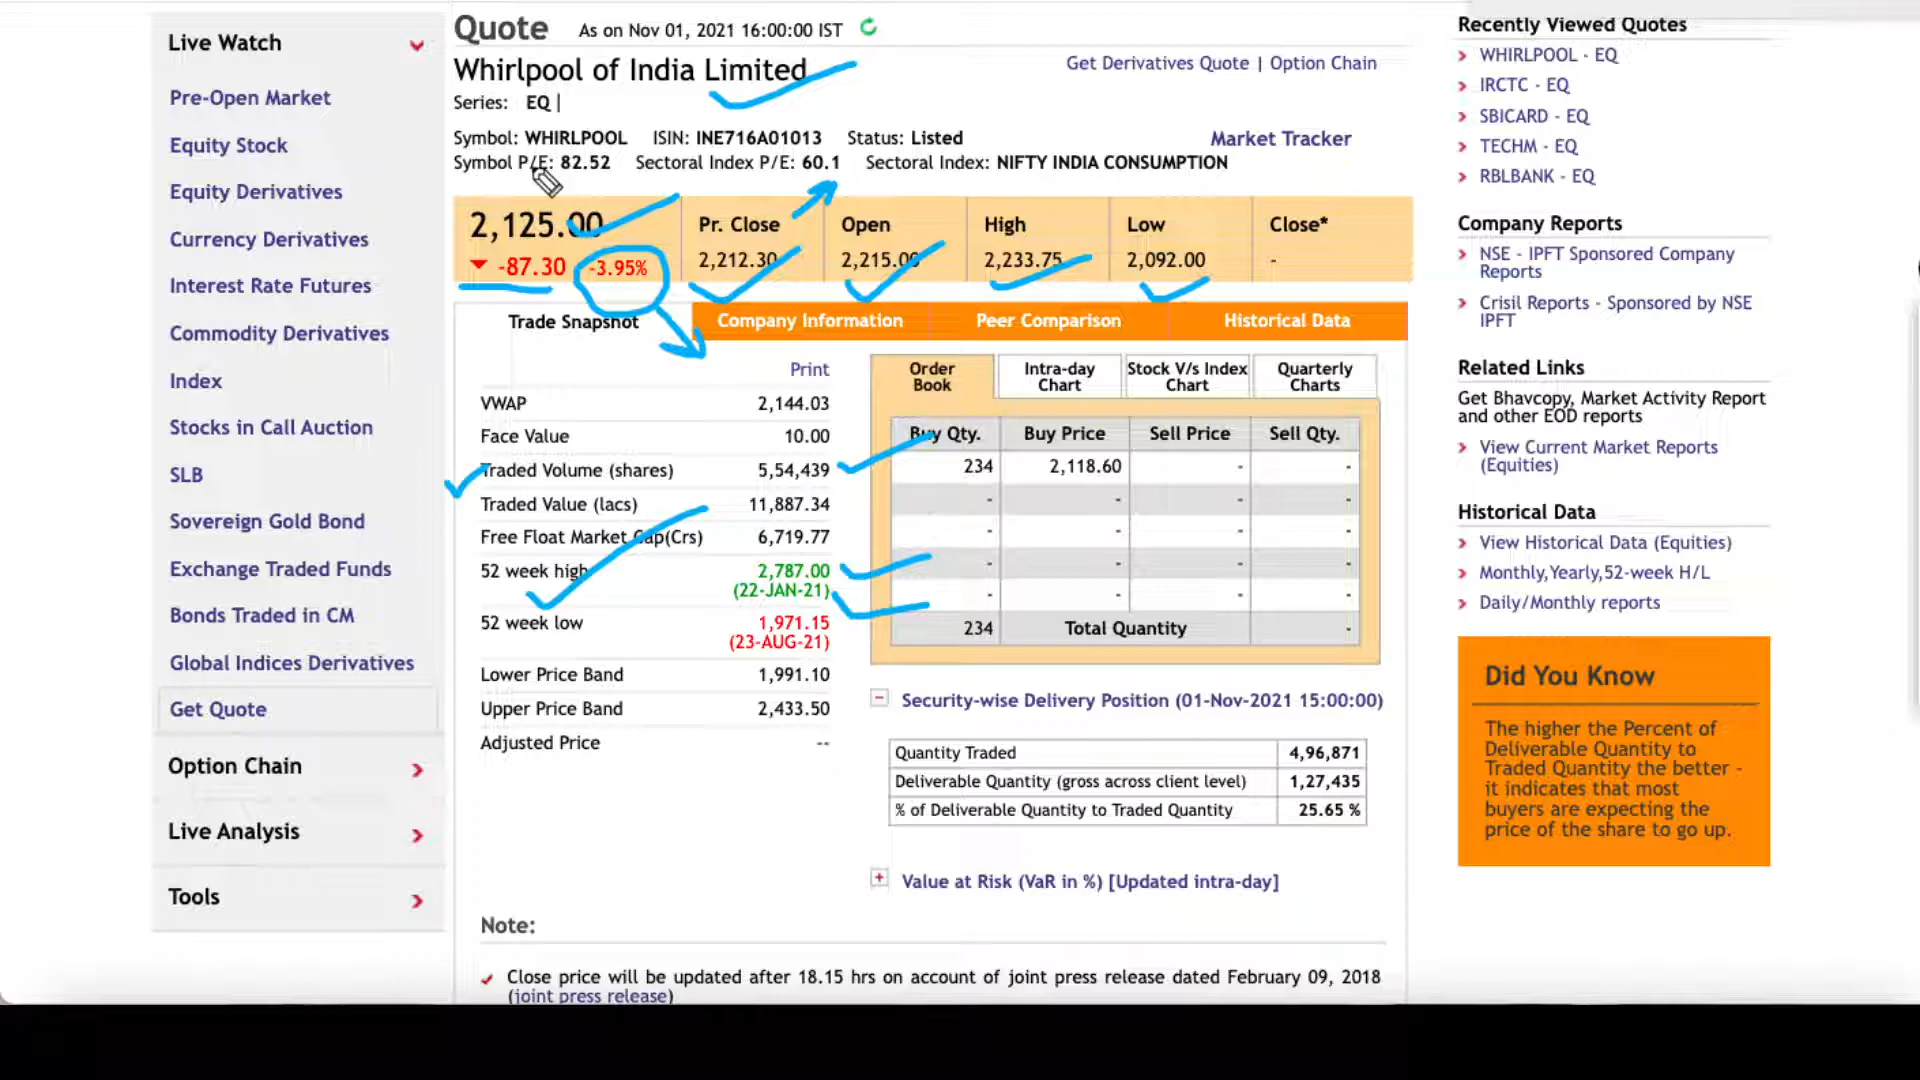 Live Watch
Pre-Open Market
Equity Stock
Equity Derivatives
Currency Derivatives
Interest Rate Futures
Commodity Derivatives
Index
Stocks in Call Auction
SLB
Sovereign Gold Bond
Exchange Traded Funds
Bonds Traded in CM
Global Indices Derivatives
Get Quote
Option Chain
Live Analysis
Tools
Quote As on Nov 01, 2021 16:00:00 IST
Whirlpool of India Limited
Get Derivatives Quote | Option Chain
Series: EQ |
Symbol: WHIRLPOOL ISIN: INE716A01013 Status: Listed
Market Tracker
Symbol P/E: 82.52 Sectoral Index P/E: 60.1 Sectoral Index: NIFTY INDIA CONSUMPTION
2,125.00 Pr. Close Open High Low Close*
-87.30 -3.95% 2,212.30 2,215.00 2,233.75 2,092.00 -
Trade Snapshot Company Information Peer Comparison Historical Data
Print
VWAP 2,144.03
Face Value 10.00
Traded Volume (shares) 5,54,439
Traded Value (lacs) 11,887.34
Free Float Market Cap(Crs) 6,719.77
52 week high 2,787.00
(22-JAN-21)
52 week low 1,971.15
(23-AUG-21)
Lower Price Band 1,991.10
Upper Price Band 2,433.50
Adjusted Price --
Order Book
Intra-day Chart
Stock V/s Index Chart
Quarterly Charts
Buy Qty. Buy Price Sell Price Sell Qty.
234 2,118.60 - -
- - - -
- - - -
- - - -
- - - -
234 Total Quantity -
Security-wise Delivery Position (01-Nov-2021 15:00:00)
Quantity Traded 4,96,871
Deliverable Quantity (gross across client level) 1,27,435
% of Deliverable Quantity to Traded Quantity 25.65 %
Value at Risk (VaR in %) [Updated intra-day]
Note:
Close price will be updated after 18.15 hrs on account of joint press release dated February 09, 2018
(joint press release)
Recently Viewed Quotes
WHIRLPOOL - EQ
IRCTC - EQ
SBICARD - EQ
TECHM - EQ
RBLBANK - EQ
Company Reports
NSE - IPFT Sponsored Company
Reports
Crisil Reports - Sponsored by NSE
IPFT
Related Links
Get Bhavcopy, Market Activity Report
and other EOD reports
View Current Market Reports
(Equities)
Historical Data
View Historical Data (Equities)
Monthly,Yearly,52-week H/L
Daily/Monthly reports
Did You Know
The higher the Percent of
Deliverable Quantity to
Traded Quantity the better -
it indicates that most
buyers are expecting the
price of the share to go up.